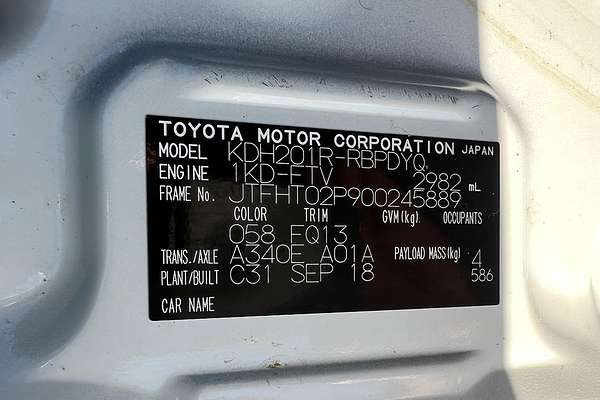 TOYOTA MOTOR CORPORATION JAPAN
MODEL KDH201R-RBPDYQ
ENGINE 1KD-FTV 2982 mL
FRAME No. JTFHT02P900245889
COLOR TRIM GVM(kg). OCCUPANTS
058 EQ13
TRANS./AXLE A340E A01A PAYLOAD MASS(kg) 4
PLANT/BUILT C31 SEP 18 586
CAR NAME